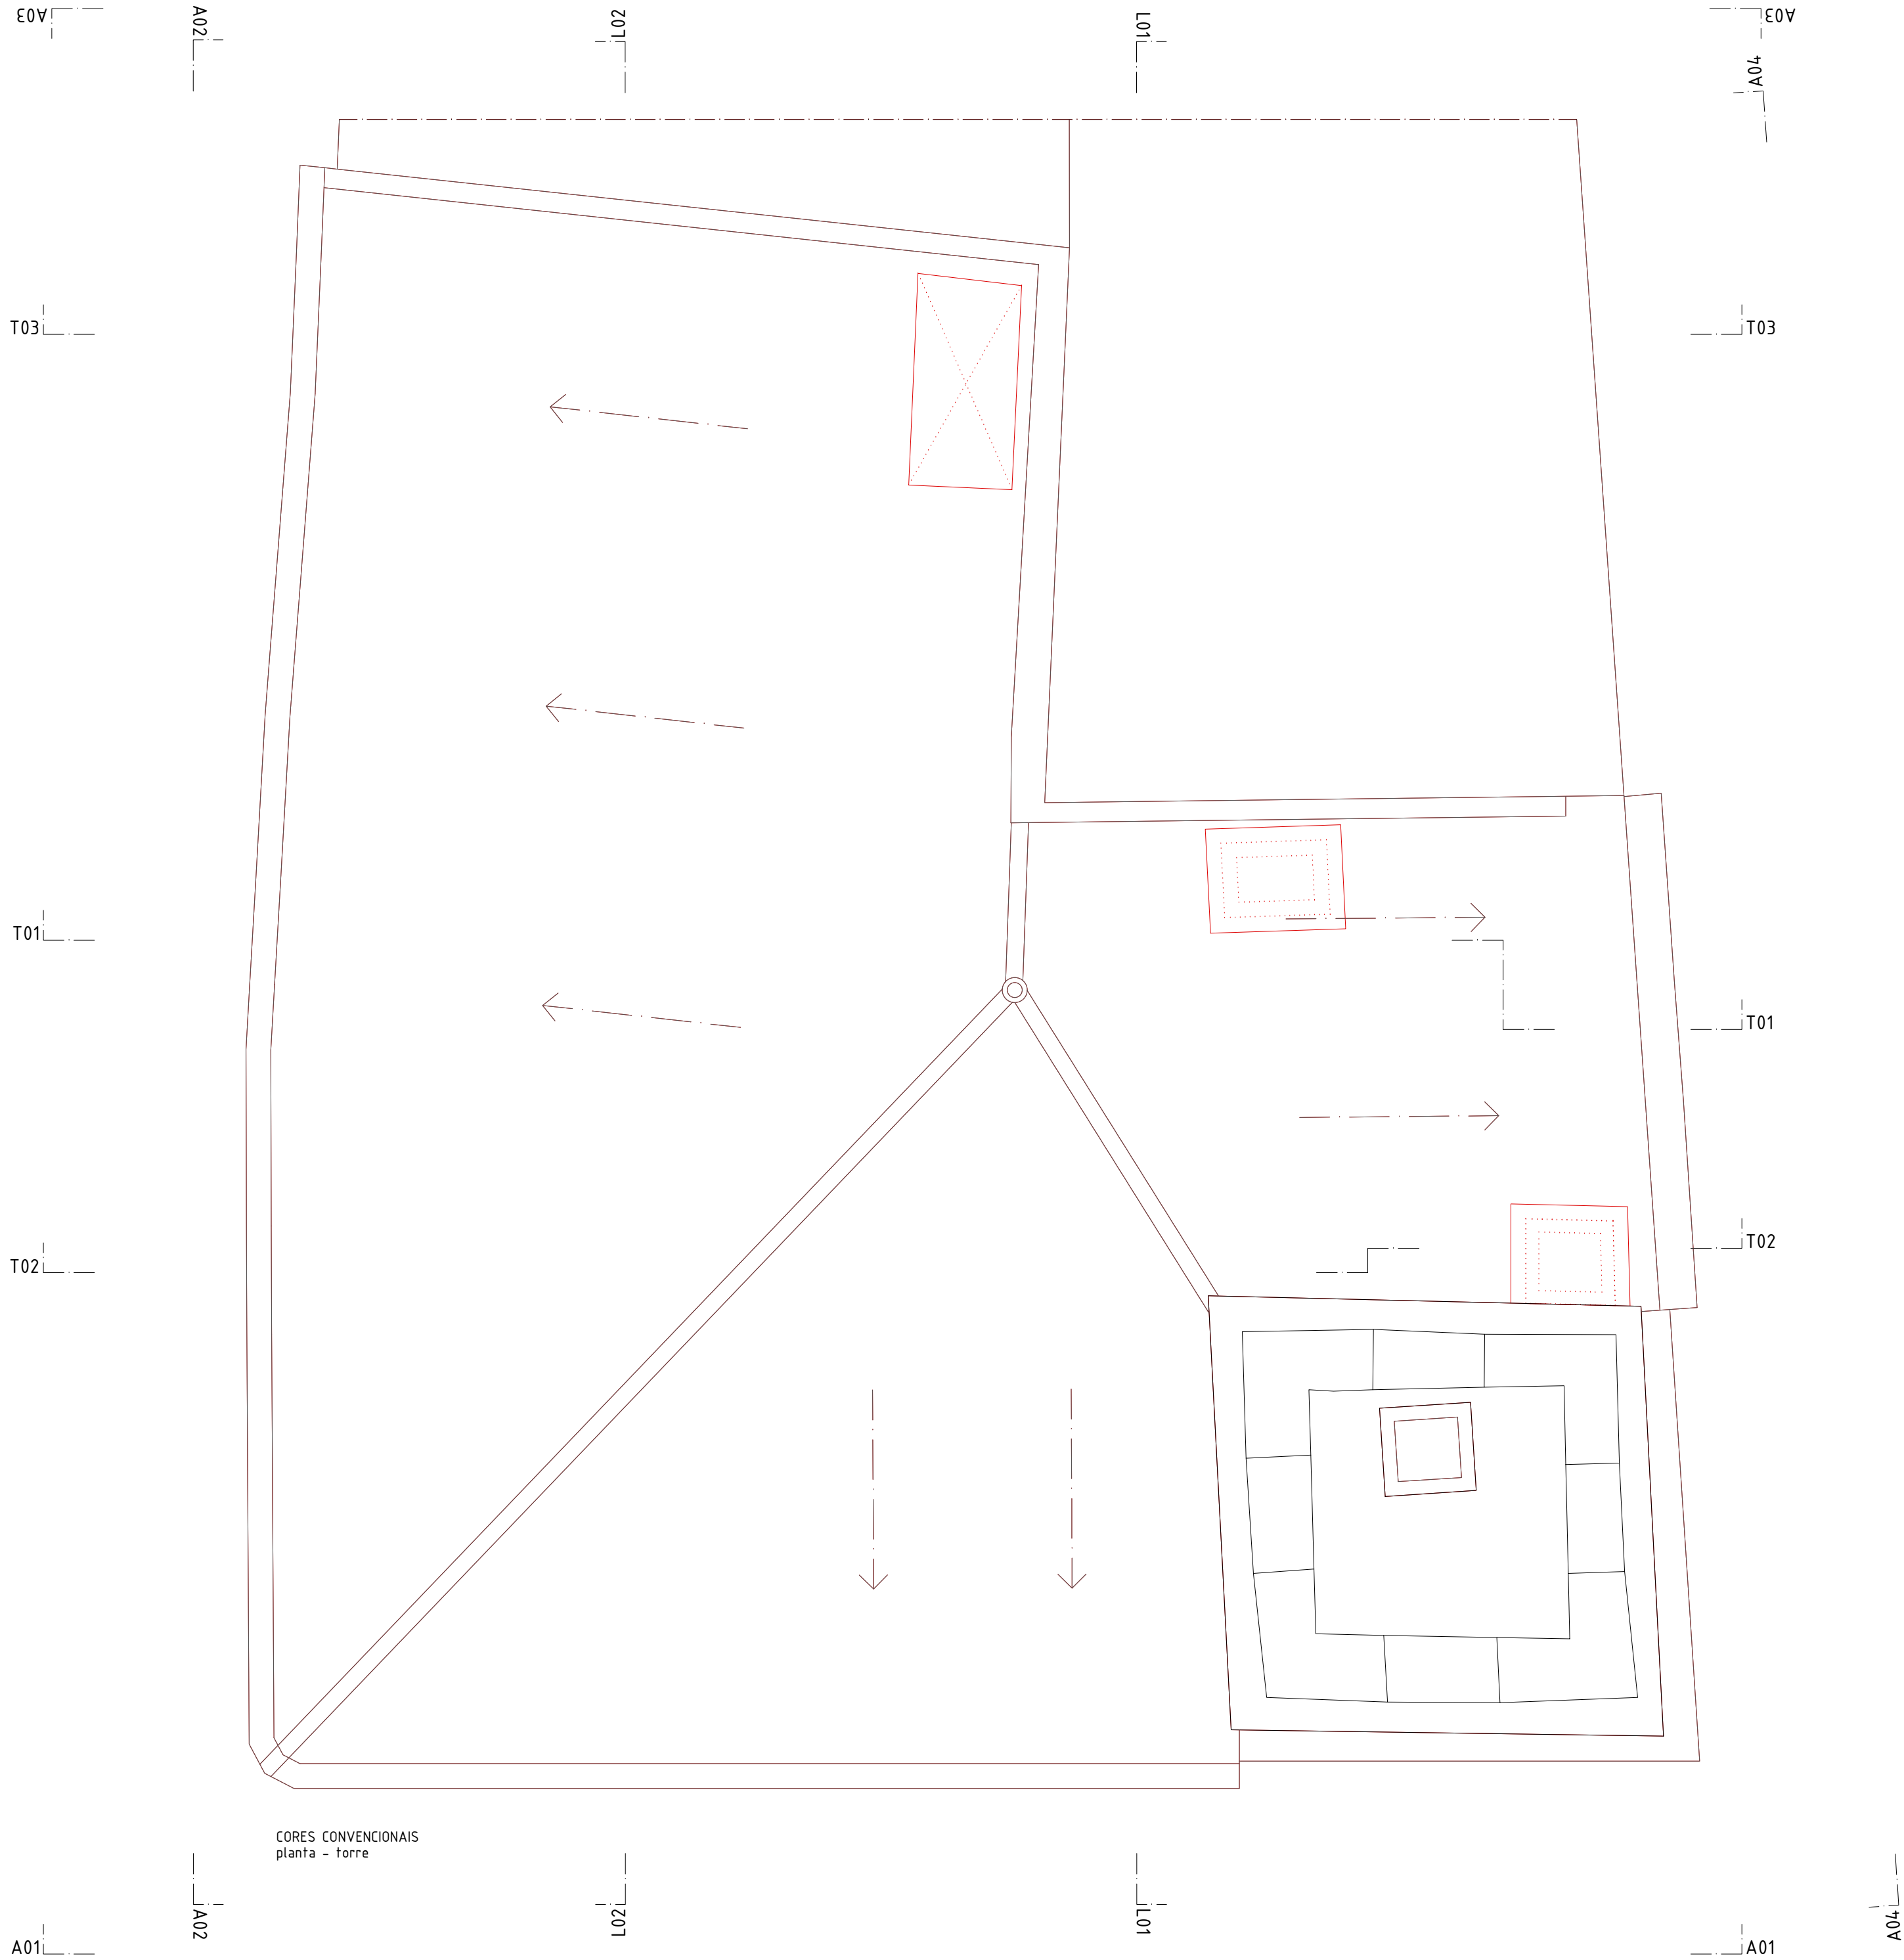 A03
A02
L02
L01
A03
A04
T03
T03
T01
T01
T02
T02
CORES CONVENCIONAIS
planta - torre
A02
L02
L01
A04
A01
A01